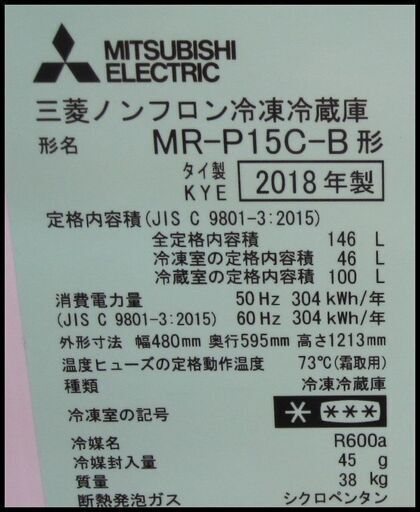 MITSUBISHI
ELECTRIC
三菱ノンフロン冷凍冷蔵庫
形名 MR-P15C-B形
タイ製
KYE 2018年製
定格内容積(JIS C 9801-3:2015)
全定格内容積 146 L
冷凍室の定格内容積 46 L
冷蔵室の定格内容積 100 L
消費電力量 50Hz 304kWh/年
(JIS C 9801-3:2015) 60Hz 304kWh/年
外形寸法 幅480mm 奥行595mm 高さ1213mm
温度ヒューズの定格動作温度 73℃(霜取用)
種類 冷凍冷蔵庫
冷凍室の記号
冷媒名 R600a
冷媒封入量 45 g
質量 38 kg
断熱発泡ガス シクロペンタン